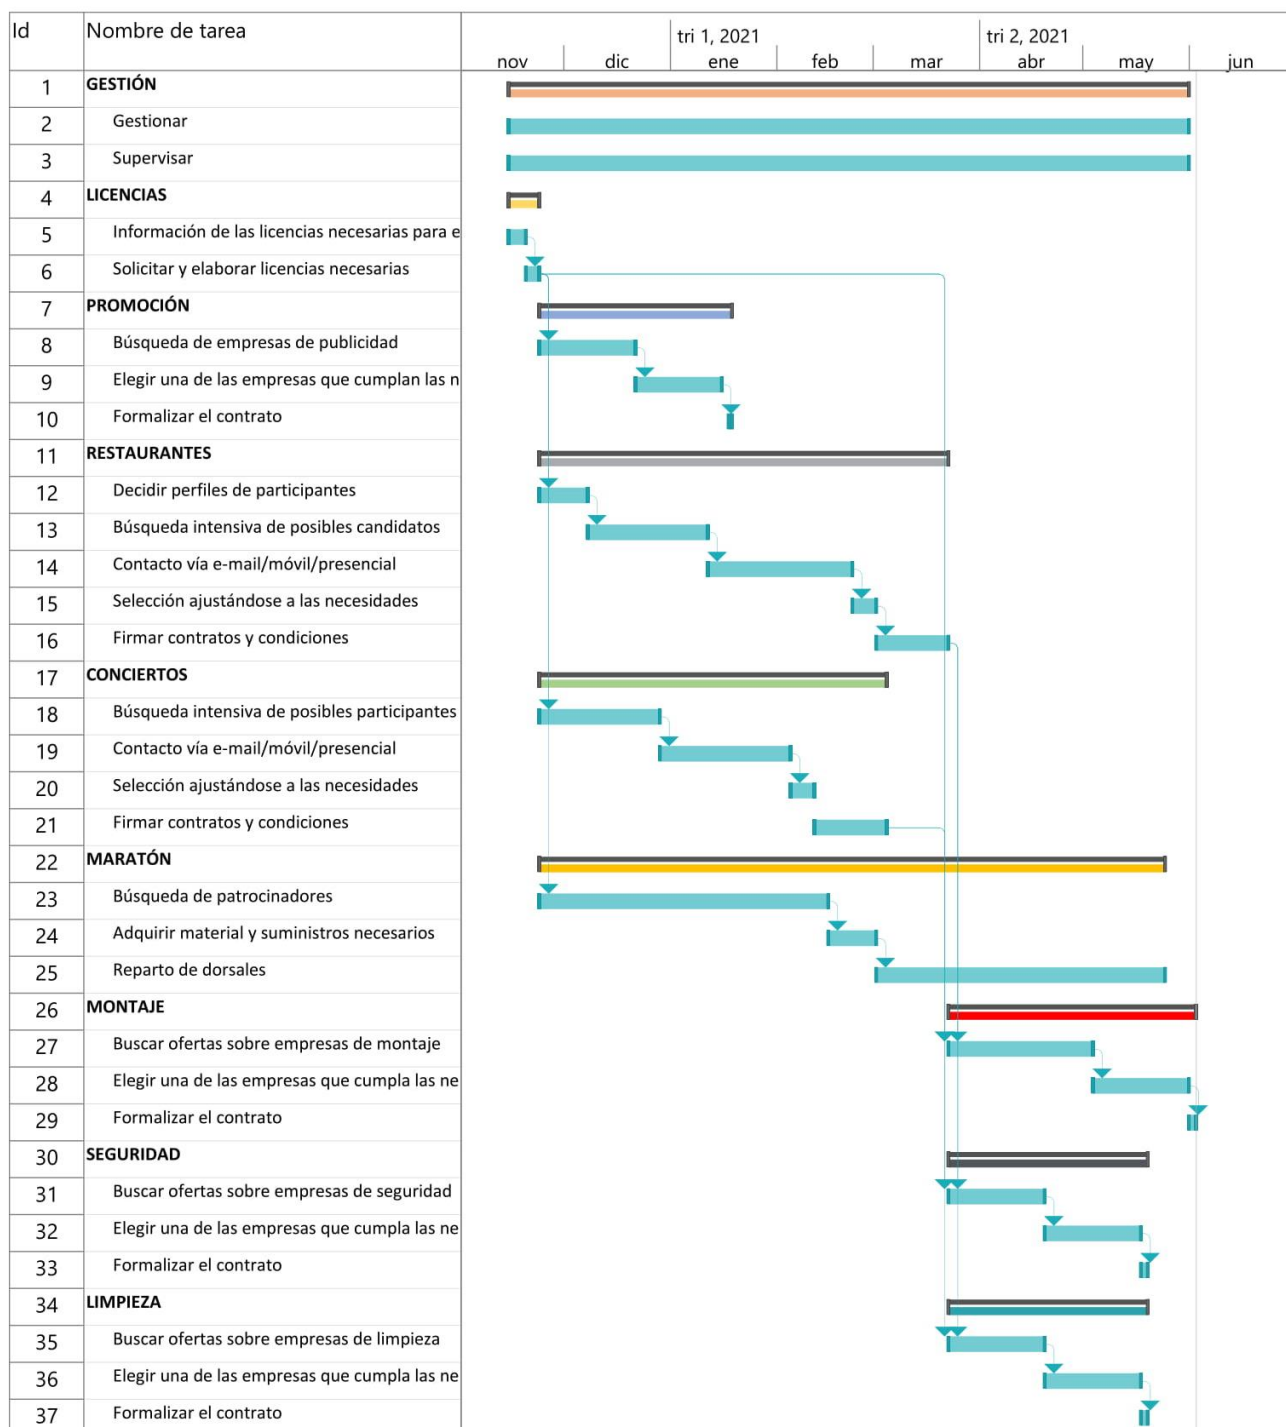 Id Nombre de tarea
tri 1, 2021 tri 2, 2021
nov dic ene feb mar abr may jun
1 GESTIÓN
2 Gestionar
3 Supervisar
4 LICENCIAS
5 Información de las licencias necesarias para e
6 Solicitar y elaborar licencias necesarias
7 PROMOCIÓN
8 Búsqueda de empresas de publicidad
9 Elegir una de las empresas que cumplan las n
10 Formalizar el contrato
11 RESTAURANTES
12 Decidir perfiles de participantes
13 Búsqueda intensiva de posibles candidatos
14 Contacto vía e-mail/móvil/presencial
15 Selección ajustándose a las necesidades
16 Firmar contratos y condiciones
17 CONCIERTOS
18 Búsqueda intensiva de posibles participantes
19 Contacto vía e-mail/móvil/presencial
20 Selección ajustándose a las necesidades
21 Firmar contratos y condiciones
22 MARATÓN
23 Búsqueda de patrocinadores
24 Adquirir material y suministros necesarios
25 Reparto de dorsales
26 MONTAJE
27 Buscar ofertas sobre empresas de montaje
28 Elegir una de las empresas que cumpla las ne
29 Formalizar el contrato
30 SEGURIDAD
31 Buscar ofertas sobre empresas de seguridad
32 Elegir una de las empresas que cumpla las ne
33 Formalizar el contrato
34 LIMPIEZA
35 Buscar ofertas sobre empresas de limpieza
36 Elegir una de las empresas que cumpla las ne
37 Formalizar el contrato